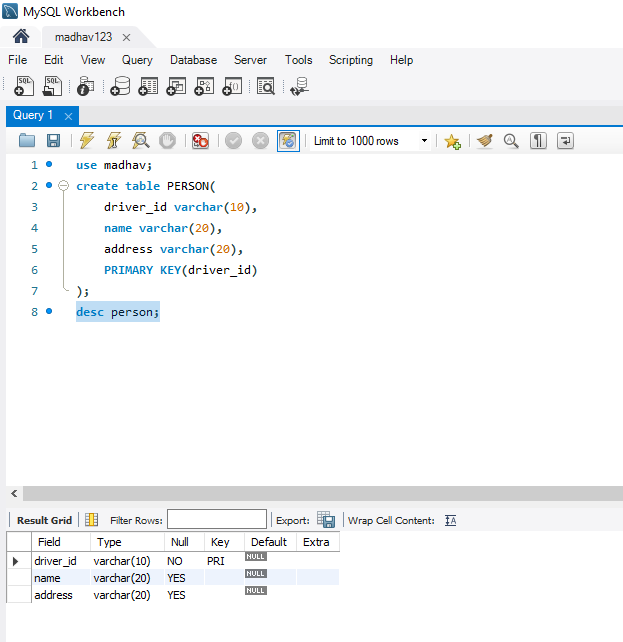 MySQL Workbench
madhav123 ×
File Edit View Query Database Server Tools Scripting Help
Query 1 ×
Limit to 1000 rows
1 use madhav;
2 create table PERSON(
3 driver_id varchar(10),
4 name varchar(20),
5 address varchar(20),
6 PRIMARY KEY(driver_id)
7 );
8 desc person;
Result Grid Filter Rows: Export: Wrap Cell Content:
Field Type Null Key Default Extra
driver_id varchar(10) NO PRI NULL
name varchar(20) YES NULL
address varchar(20) YES NULL